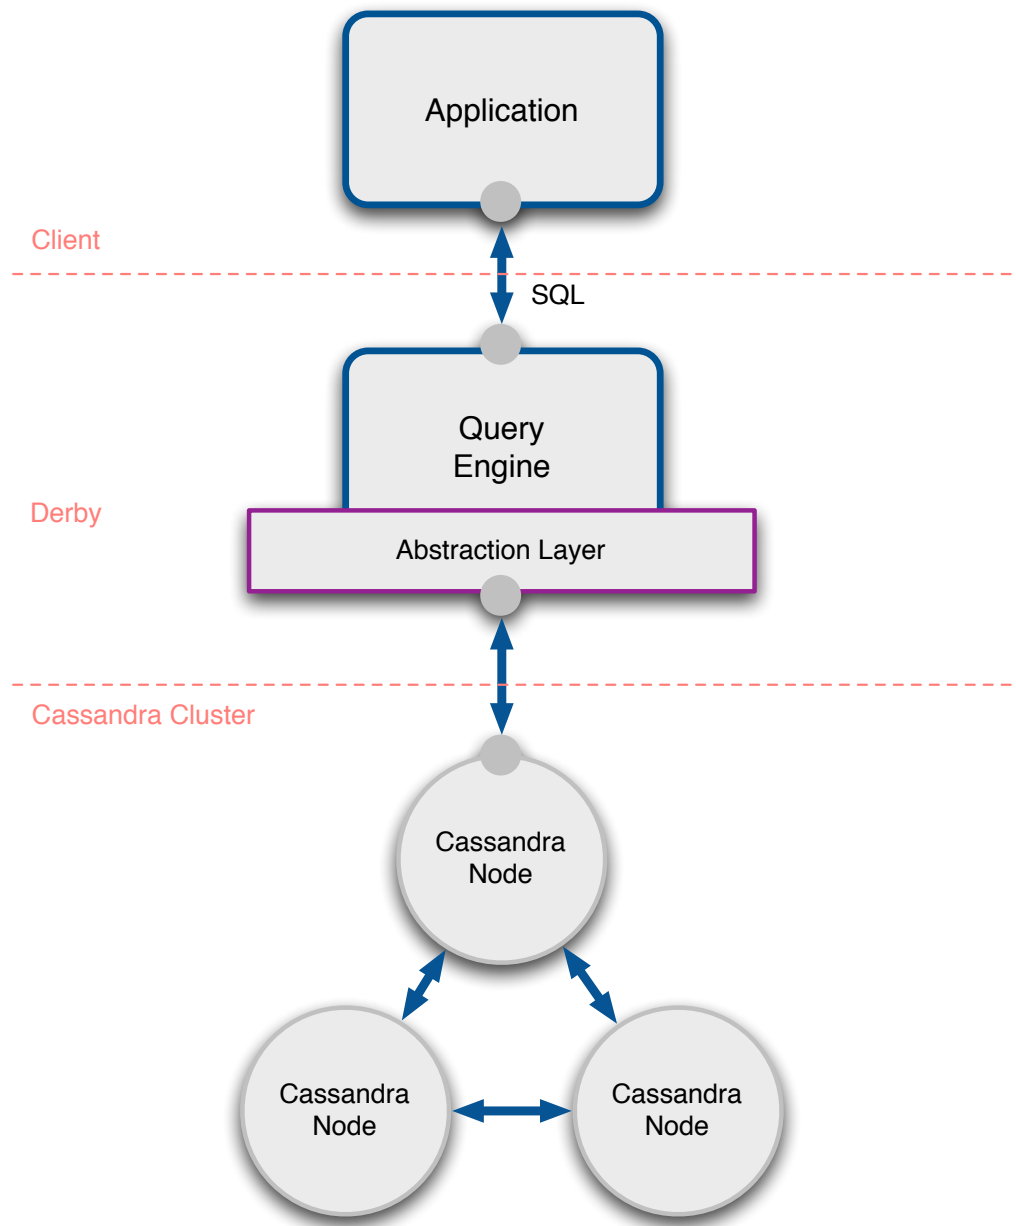 Application
Client
SQL
Query
Engine
Derby
Abstraction Layer
Cassandra Cluster
Cassandra
Node
Cassandra
Node
Cassandra
Node